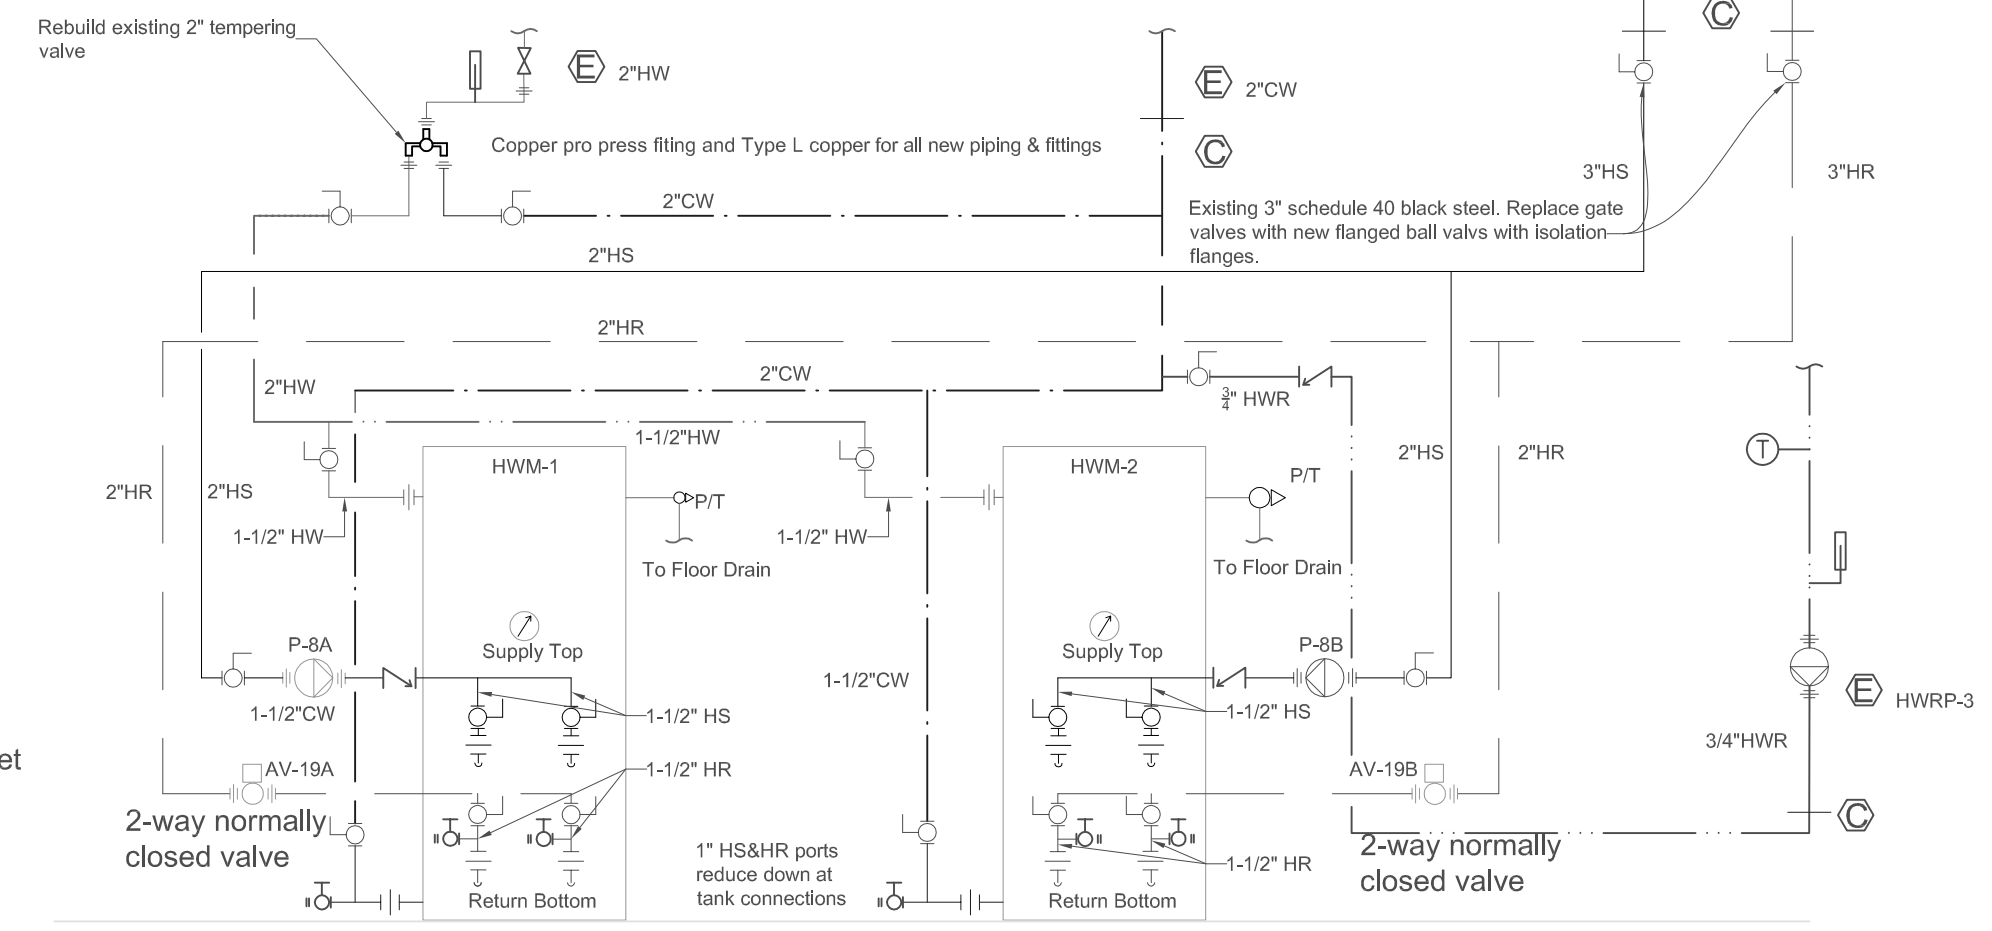 Rebuild existing 2" tempering
valve
E
2"HW
E
2"CW
C
C
Copper pro press fiting and Type L copper for all new piping & fittings
2"CW
3"HS
3"HR
Existing 3" schedule 40 black steel. Replace gate
valves with new flanged ball valvs with isolation
flanges.
2"HS
2"HR
2"HW
2"CW
3/4" HWR
1-1/2"HW
HWM-1
HWM-2
2"HS
2"HR
T
2"HR
2"HS
P/T
P/T
1-1/2" HW
1-1/2" HW
To Floor Drain
To Floor Drain
P-8A
Supply Top
Supply Top
P-8B
1-1/2"CW
1-1/2"CW
1-1/2" HS
1-1/2" HS
E
HWRP-3
3/4"HWR
et
AV-19A
1-1/2" HR
AV-19B
2-way normally
closed valve
C
1" HS&HR ports
reduce down at
tank connections
1-1/2" HR
2-way normally
closed valve
Return Bottom
Return Bottom